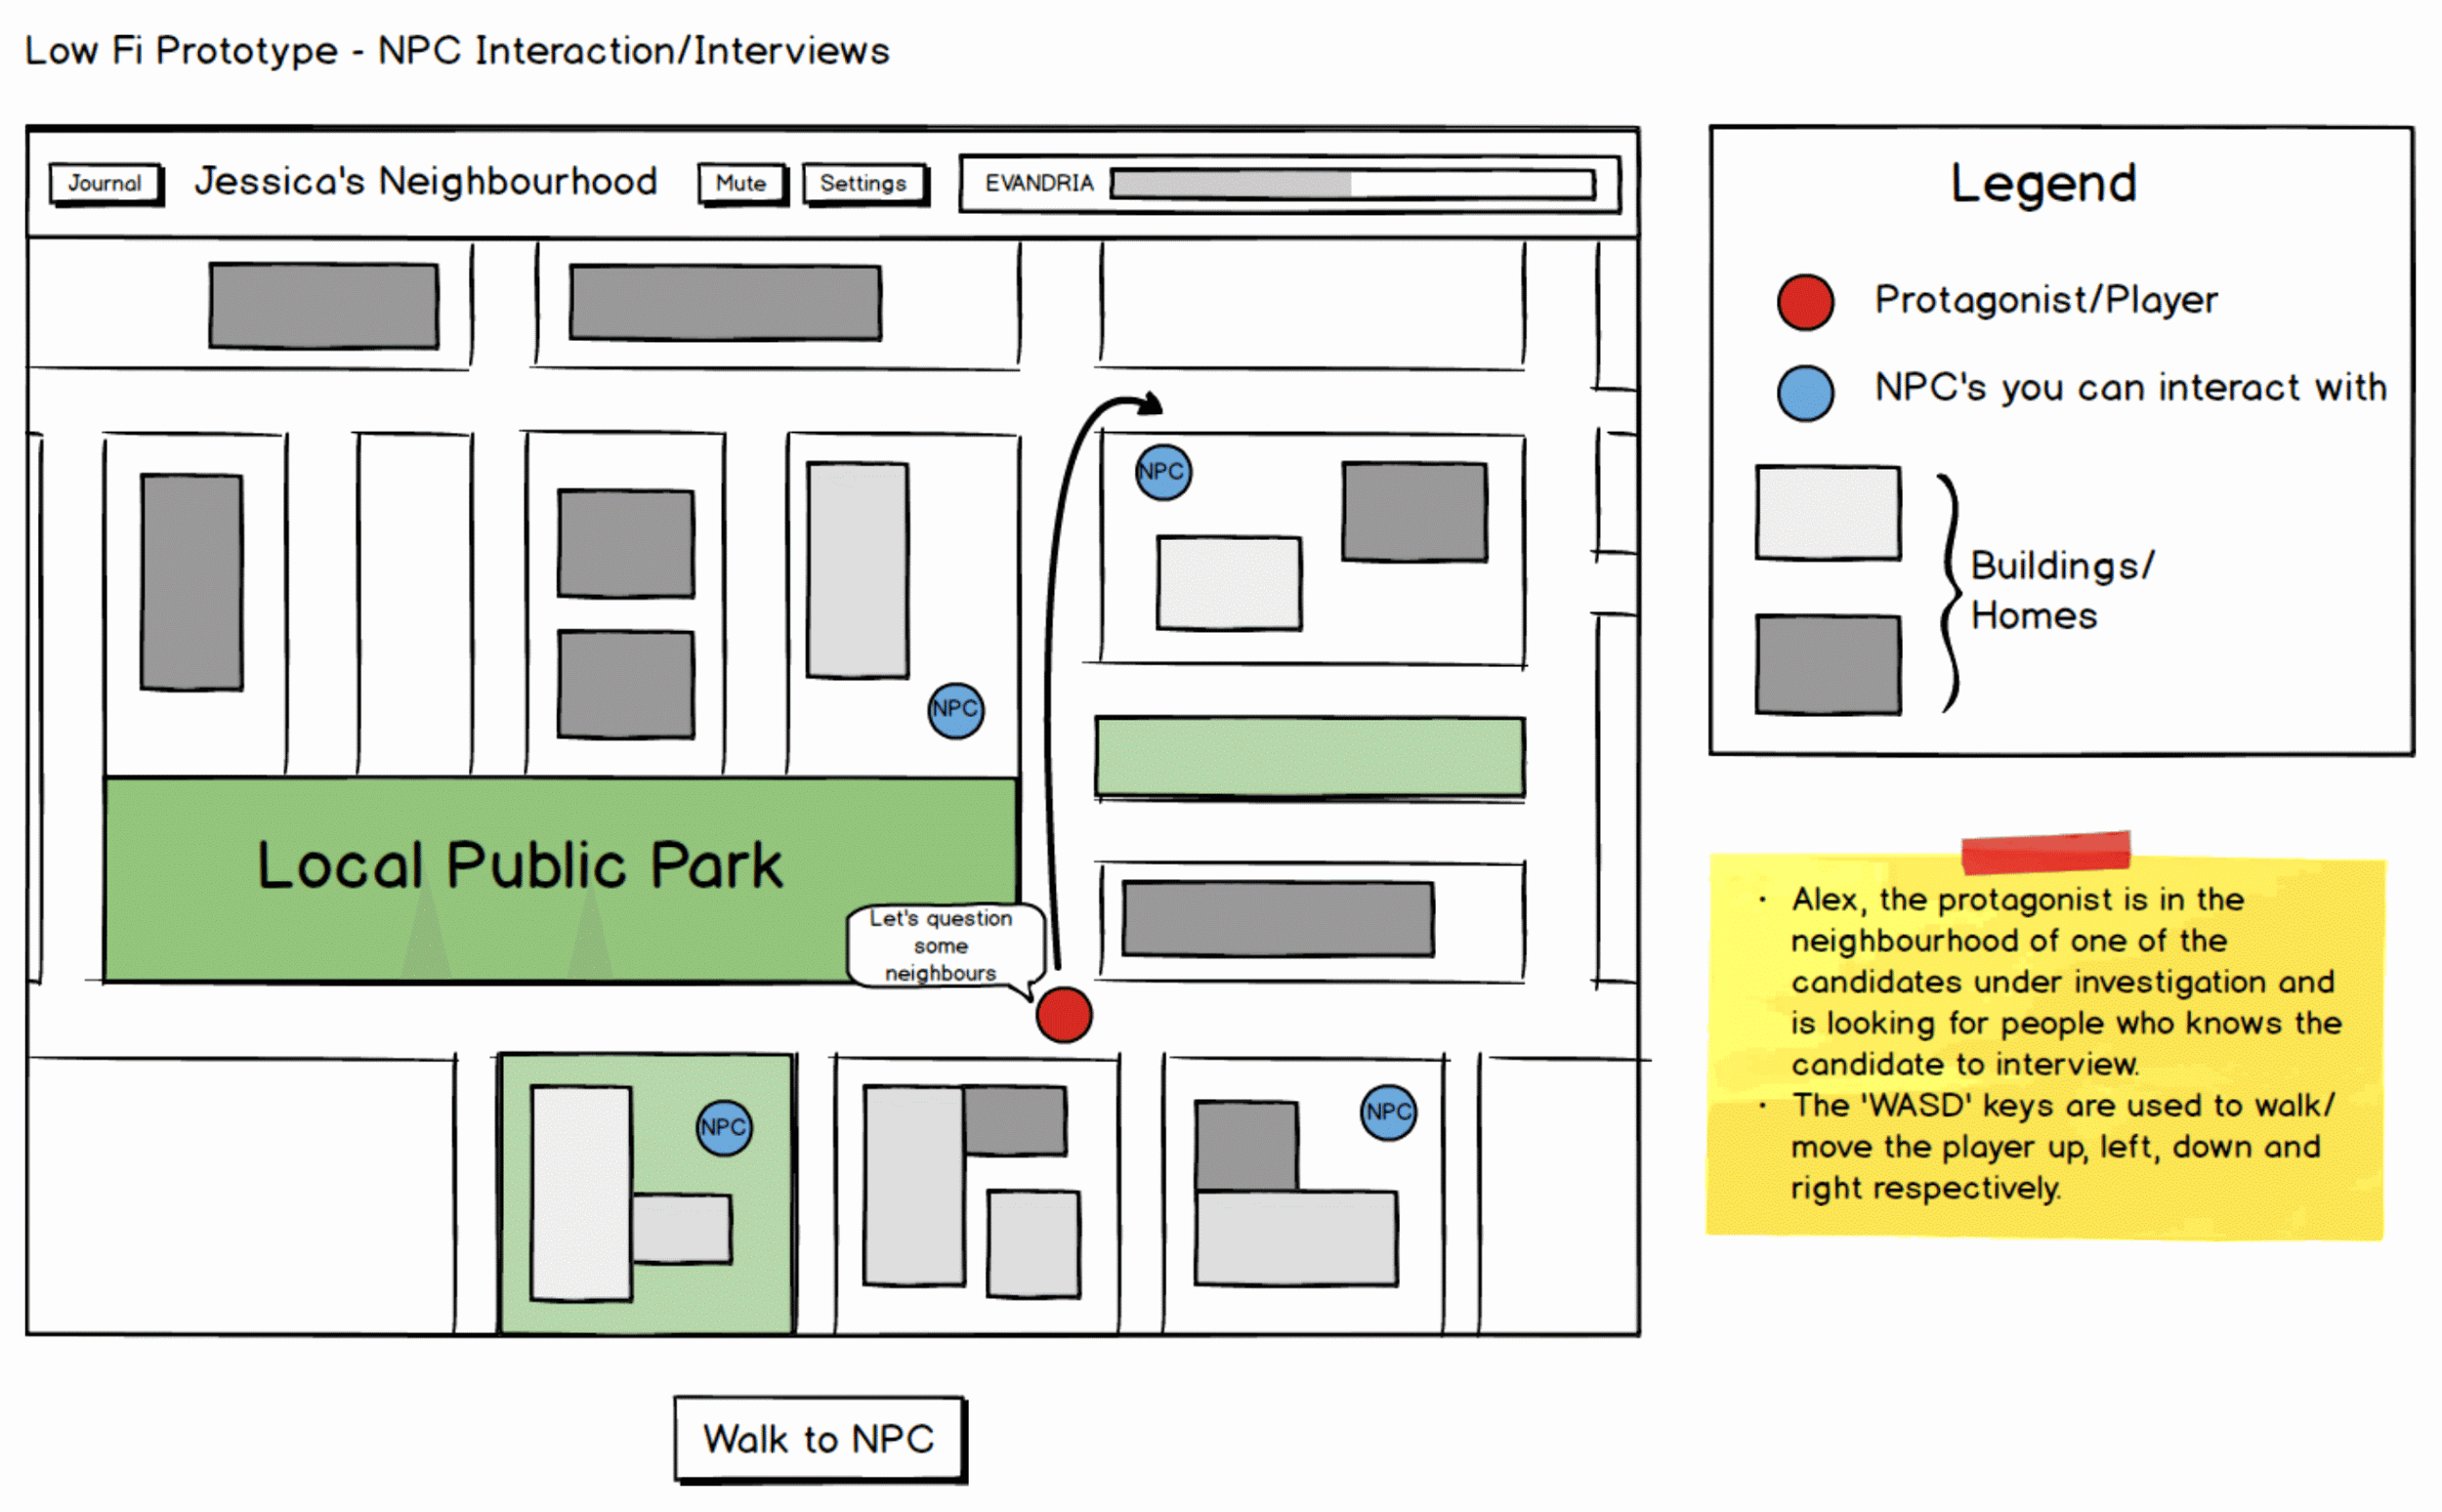 Low Fi Prototype - NPC Interaction/Interviews
Journal
Jessica's Neighbourhood
Mute
Settings
EVANDRIA
NPC
NPC
Local Public Park
Let's question
some
neighbours
NPC
NPC
Walk to NPC
Legend
Protagonist/Player
NPC's you can interact with
Buildings/
Homes
· Alex, the protagonist is in the
neighbourhood of one of the
candidates under investigation and
is looking for people who knows the
candidate to interview.
· The 'WASD' keys are used to walk/
move the player up, left, down and
right respectively.